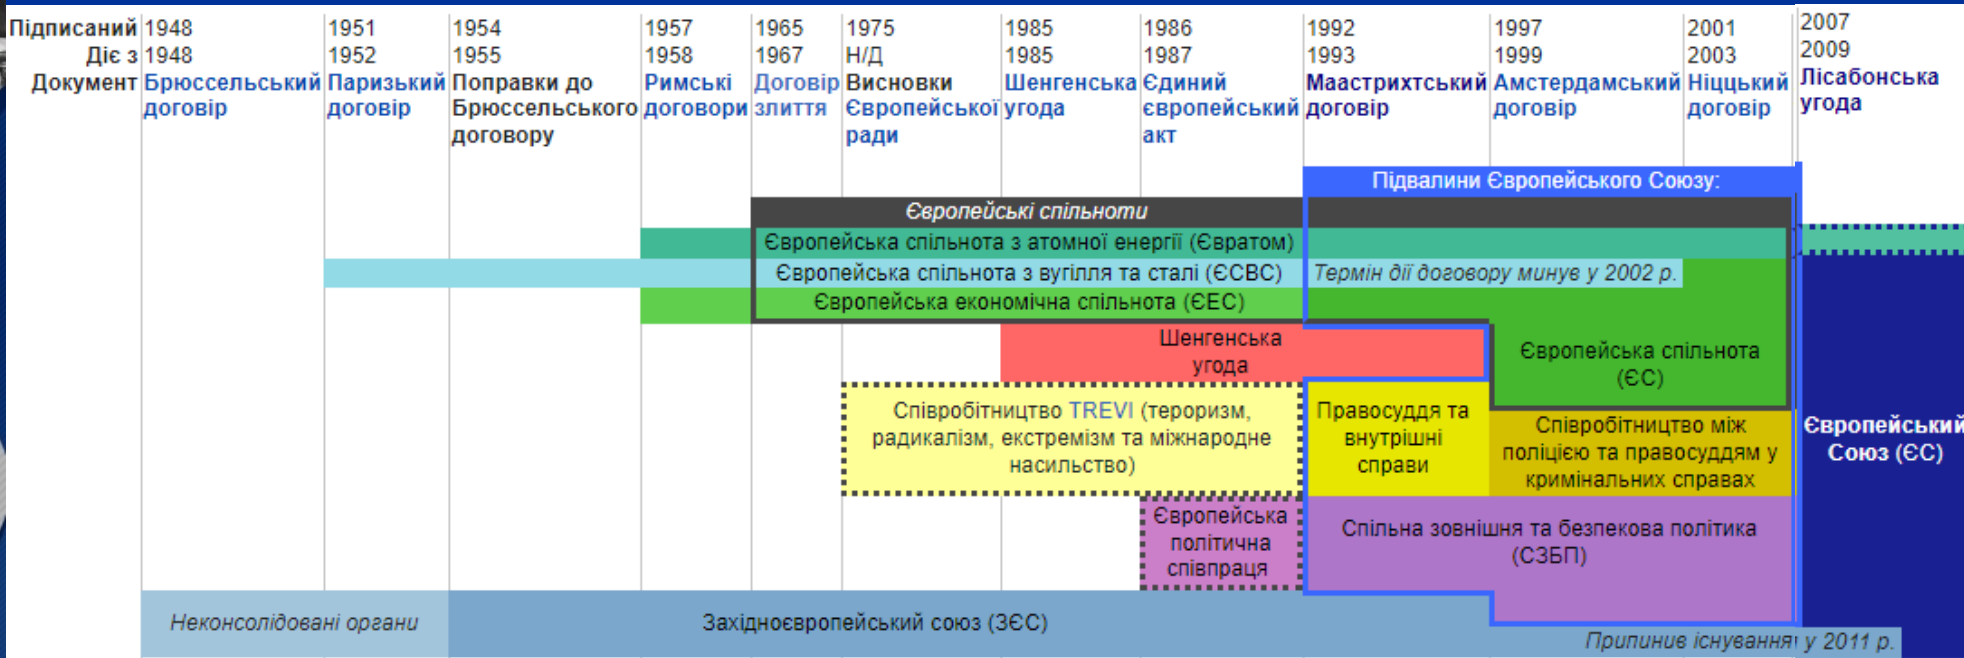 Підписаний 1948 1951 1954 1957 1965 1975 1985 1986 1992 1997 2001 2007
Діє з 1948 1952 1955 1958 1967 Н/Д 1985 1987 1993 1999 2003 2009
Документ Брюссельський Паризький Поправки до Римські Договір Висновки Шенгенська Єдиний Маастрихтський Амстердамський Ніццький Лісабонська
договір договір Брюссельського договори злиття Європейської угода європейський договір договір договір угода
договору ради акт
Підвалини Європейського Союзу:
Європейські спільноти
Європейська спільнота з атомної енергії (Євратом)
Європейська спільнота з вугілля та сталі (ЄСВС) Термін дії договору минув у 2002 р.
Європейська економічна спільнота (ЄЕС)
Шенгенська
угода
Європейська спільнота
(ЄС)
Співробітництво TREVI (тероризм,
радикалізм, екстремізм та міжнародне
насильство)
Правосуддя та
внутрішні
справи
Співробітництво між
поліцією та правосуддям у
кримінальних справах
Європейський
Союз (ЄС)
Європейська
політична
співпраця
Спільна зовнішня та безпекова політика
(СЗБП)
Неконсолідовані органи
Західноєвропейський союз (ЗЄС)
Припинив існування у 2011 р.